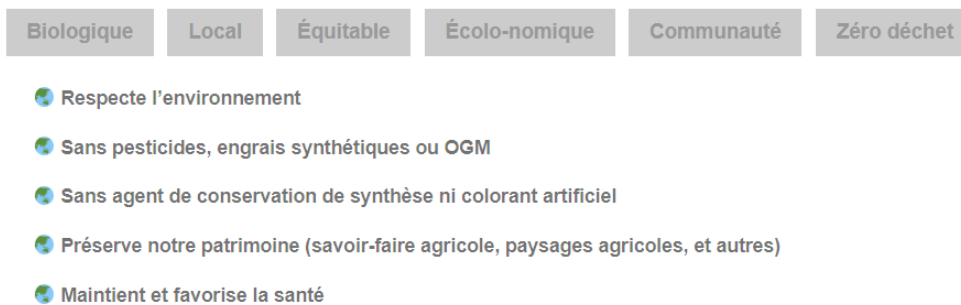 Biologique Local Équitable Écolo-nomique Communauté Zéro déchet
Respecte l'environnement
Sans pesticides, engrais synthétiques ou OGM
Sans agent de conservation de synthèse ni colorant artificiel
Préserve notre patrimoine (savoir-faire agricole, paysages agricoles, et autres)
Maintient et favorise la santé